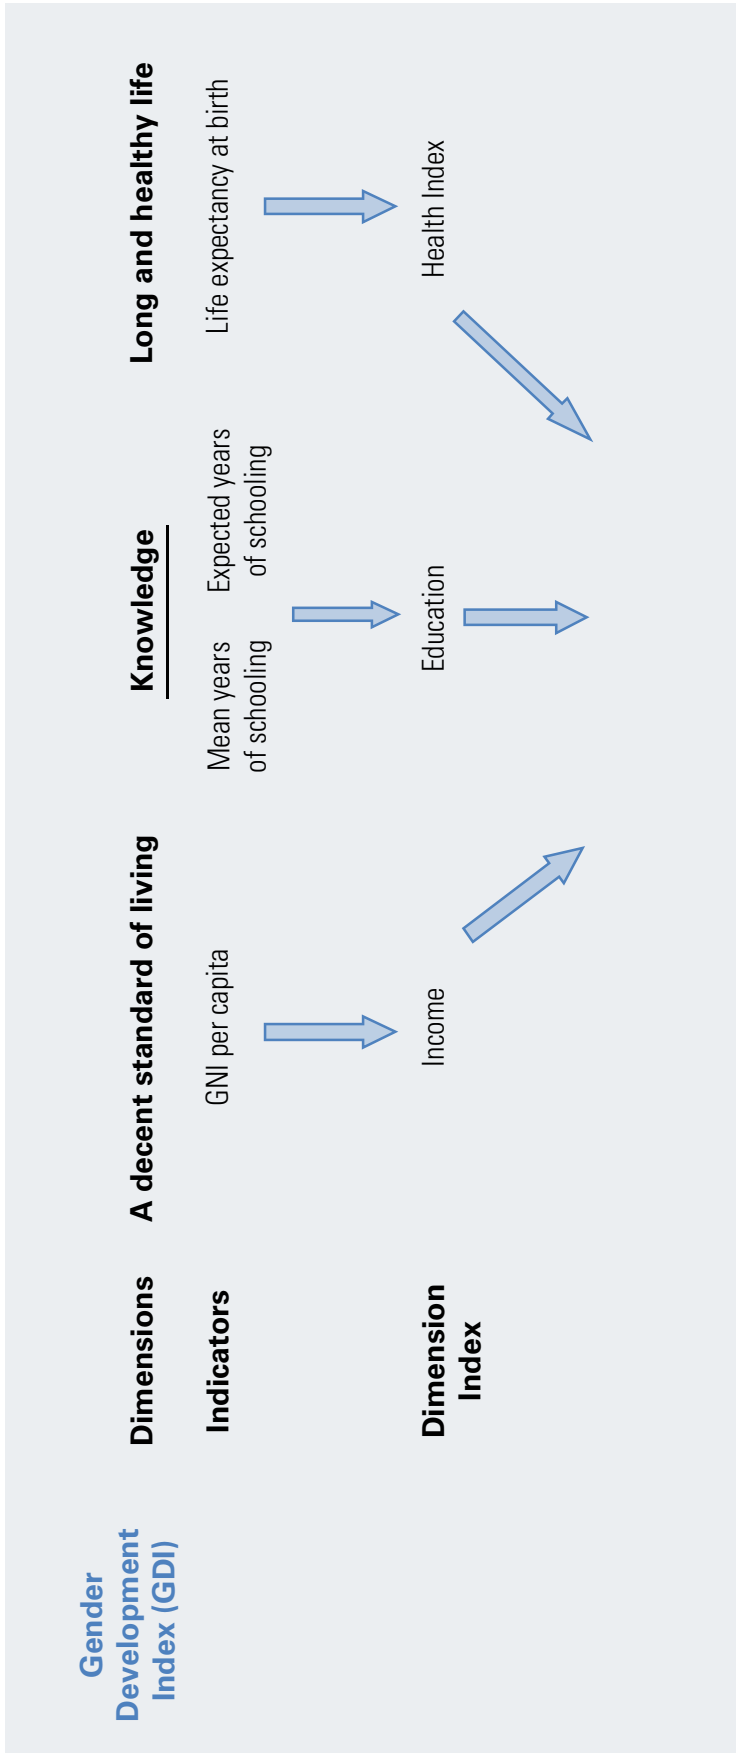 Gender
Development
Index (GDI)
Dimensions
A decent standard of living
Knowledge
Long and healthy life
Indicators
GNI per capita
Mean years
of schooling
Expected years
of schooling
Life expectancy at birth
Dimension
Index
Income
Education
Health Index